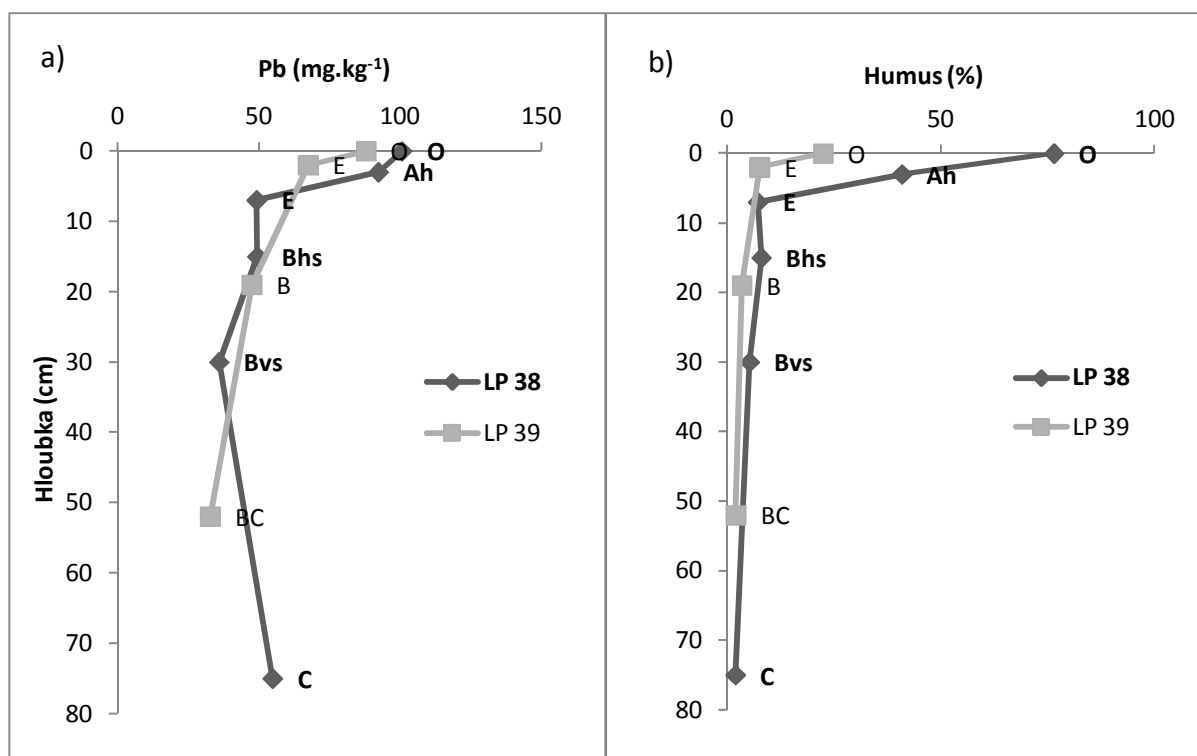 a)
Pb (mg.kg⁻¹)
0 50 100 150
0
10
20
30
40
50
60
70
80
Hloubka (cm)
O O
E Ah
E
Bhs
B
Bvs
BC
C
LP 38
LP 39
b)
Humus (%)
0 50 100
0
10
20
30
40
50
60
70
80
O O
E Ah
E
Bhs
B
Bvs
BC
C
LP 38
LP 39